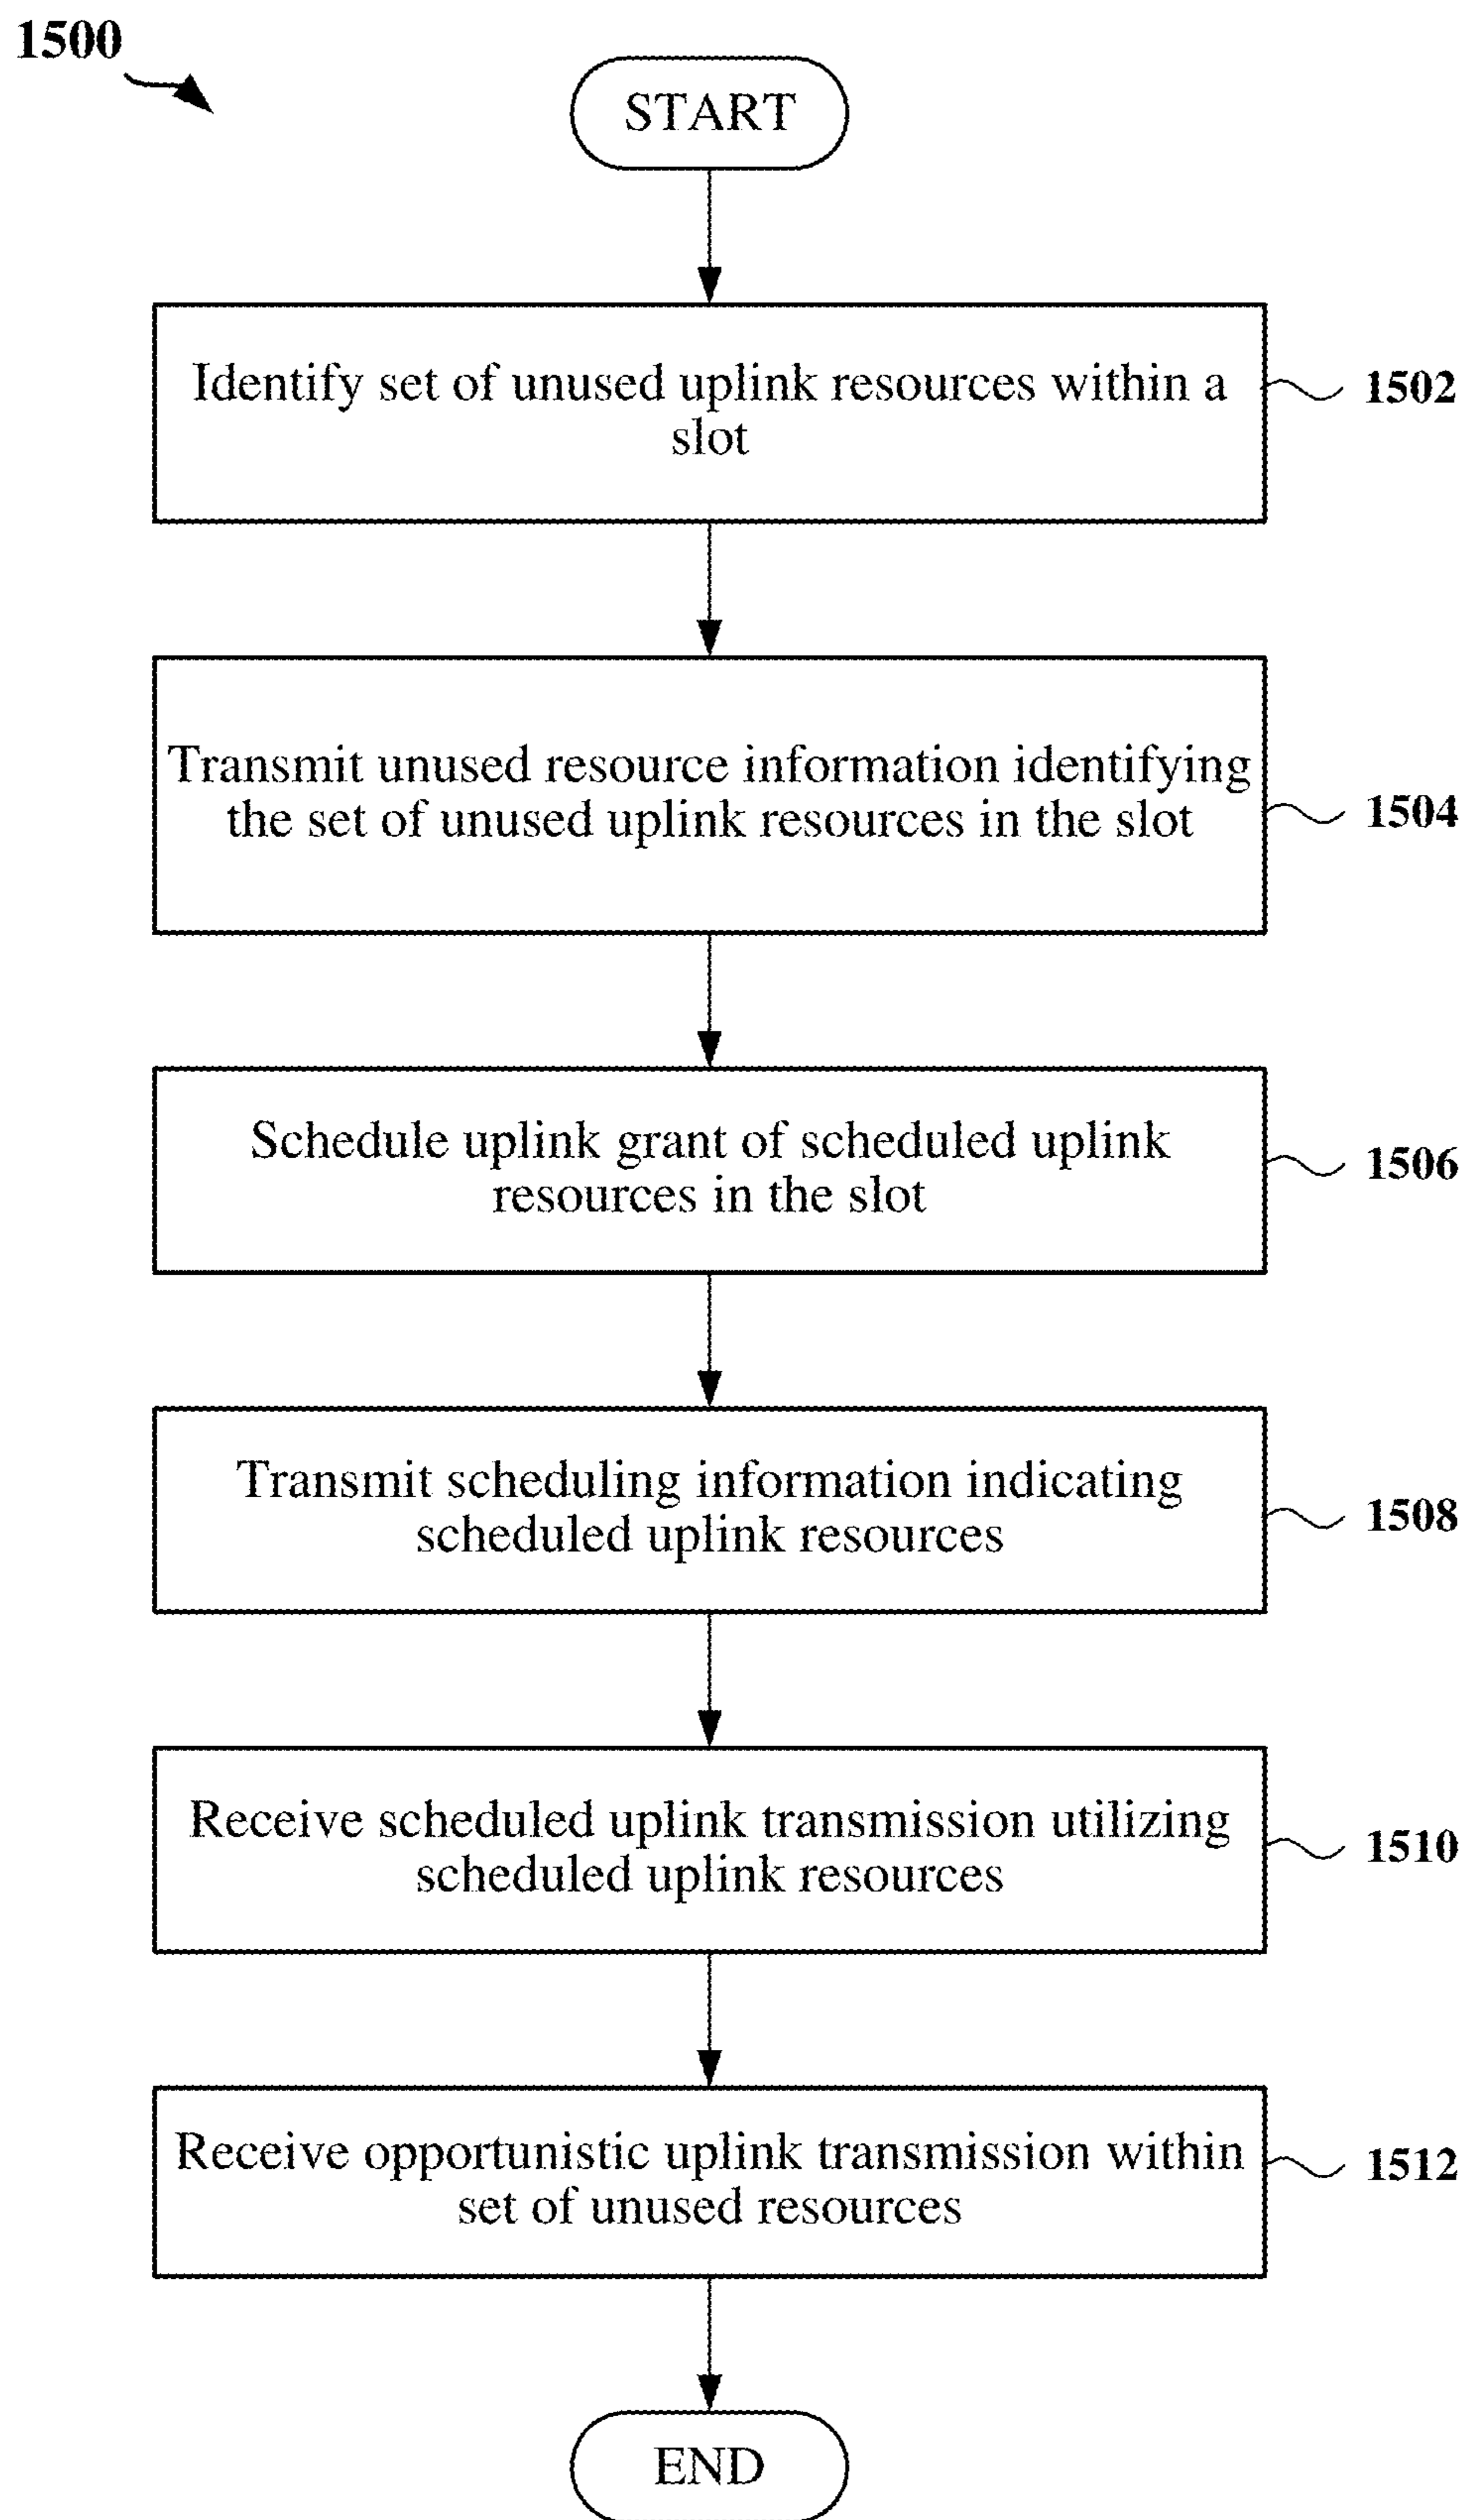 1500
START
Identify set of unused uplink resources within a
slot
1502
Transmit unused resource information identifying
the set of unused uplink resources in the slot
1504
Schedule uplink grant of scheduled uplink
resources in the slot
1506
Transmit scheduling information indicating
scheduled uplink resources
1508
Receive scheduled uplink transmission utilizing
scheduled uplink resources
1510
Receive opportunistic uplink transmission within
set of unused resources
1512
END